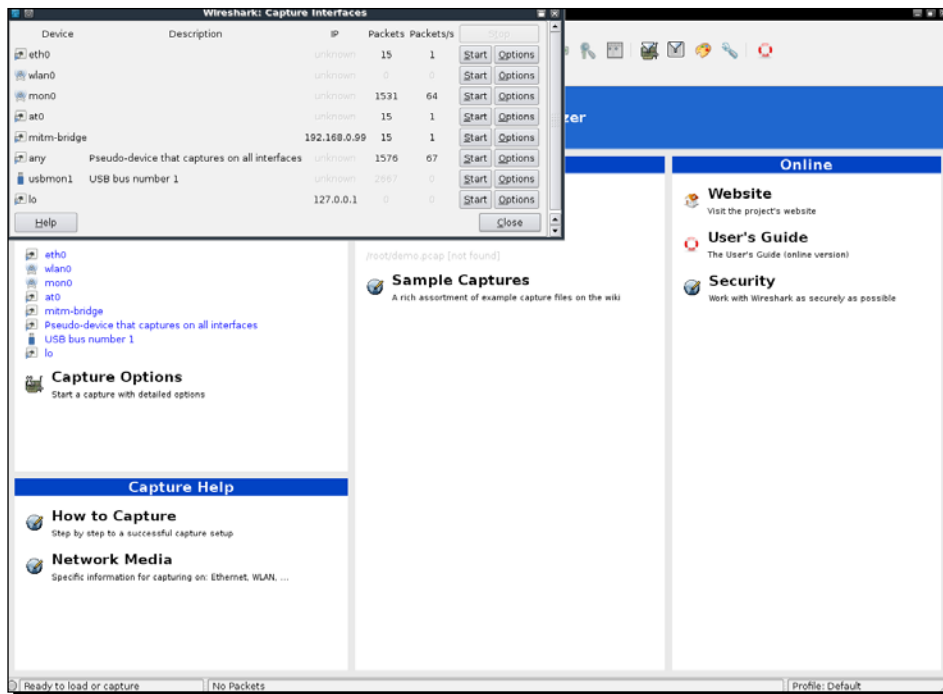 Wireshark: Capture Interfaces
Device Description IP Packets Packets/s Stop
eth0 unknown 15 1 Start Options
wlan0 unknown 0 0 Start Options
mon0 unknown 1531 64 Start Options
at0 unknown 15 1 Start Options
mitm-bridge 192.168.0.99 15 1 Start Options
any Pseudo-device that captures on all interfaces unknown 1576 67 Start Options
usbmon1 USB bus number 1 unknown 2667 0 Start Options
lo 127.0.0.1 0 0 Start Options
Help Close
zer
eth0
wlan0
mon0
at0
mitm-bridge
Pseudo-device that captures on all interfaces
USB bus number 1
lo
Capture Options
Start a capture with detailed options
Capture Help
How to Capture
Step by step to a successful capture setup
Network Media
Specific information for capturing on: Ethernet, WLAN, ...
/root/demo.pcap [not found]
Sample Captures
A rich assortment of example capture files on the wiki
Online
Website
Visit the project's website
User's Guide
The User's Guide (online version)
Security
Work with Wireshark as securely as possible
Ready to load or capture No Packets Profile: Default